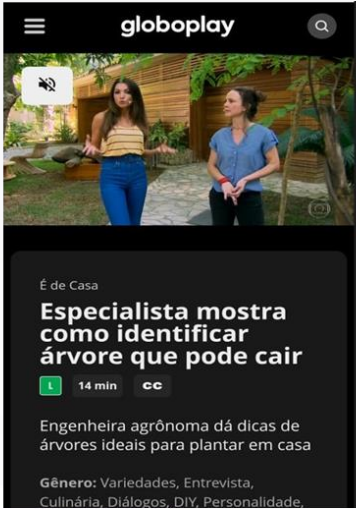 globoplay
É de Casa
Especialista mostra
como identificar
árvore que pode cair
L 14 min CC
Engenheira agrônoma dá dicas de
árvores ideais para plantar em casa
Gênero: Variedades, Entrevista,
Culinária, Diálogos, DIY, Personalidade,